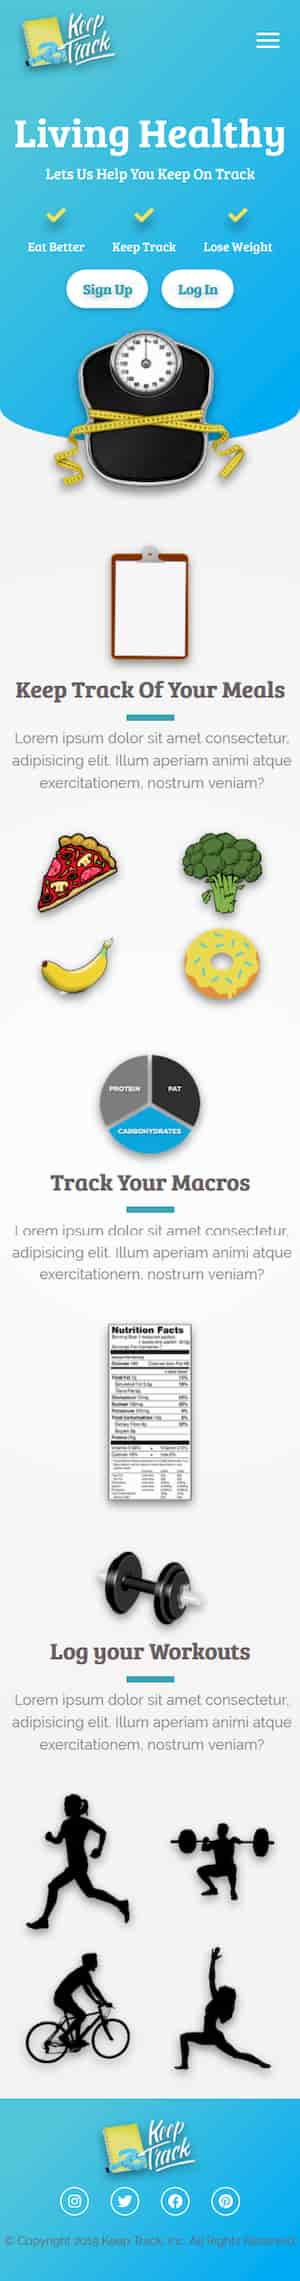 Keep
Track
Living Healthy
Lets Us Help You Keep On Track
Eat Better
Keep Track
Lose Weight
Sign Up
Log In
Keep Track Of Your Meals
Lorem ipsum dolor sit amet consectetur,
adipisicing elit. Illum aperiam animi atque
exercitationem, nostrum veniam?
PROTEIN
FAT
CARBOHYDRATES
Track Your Macros
Lorem ipsum dolor sit amet consectetur,
adipisicing elit. Illum aperiam animi atque
exercitationem, nostrum veniam?
Nutrition Facts
Log your Workouts
Lorem ipsum dolor sit amet consectetur,
adipisicing elit. Illum aperiam animi atque
exercitationem, nostrum veniam?
Keep
Track
© Copyright 2019 Keep Track, Inc. All Rights Reserved